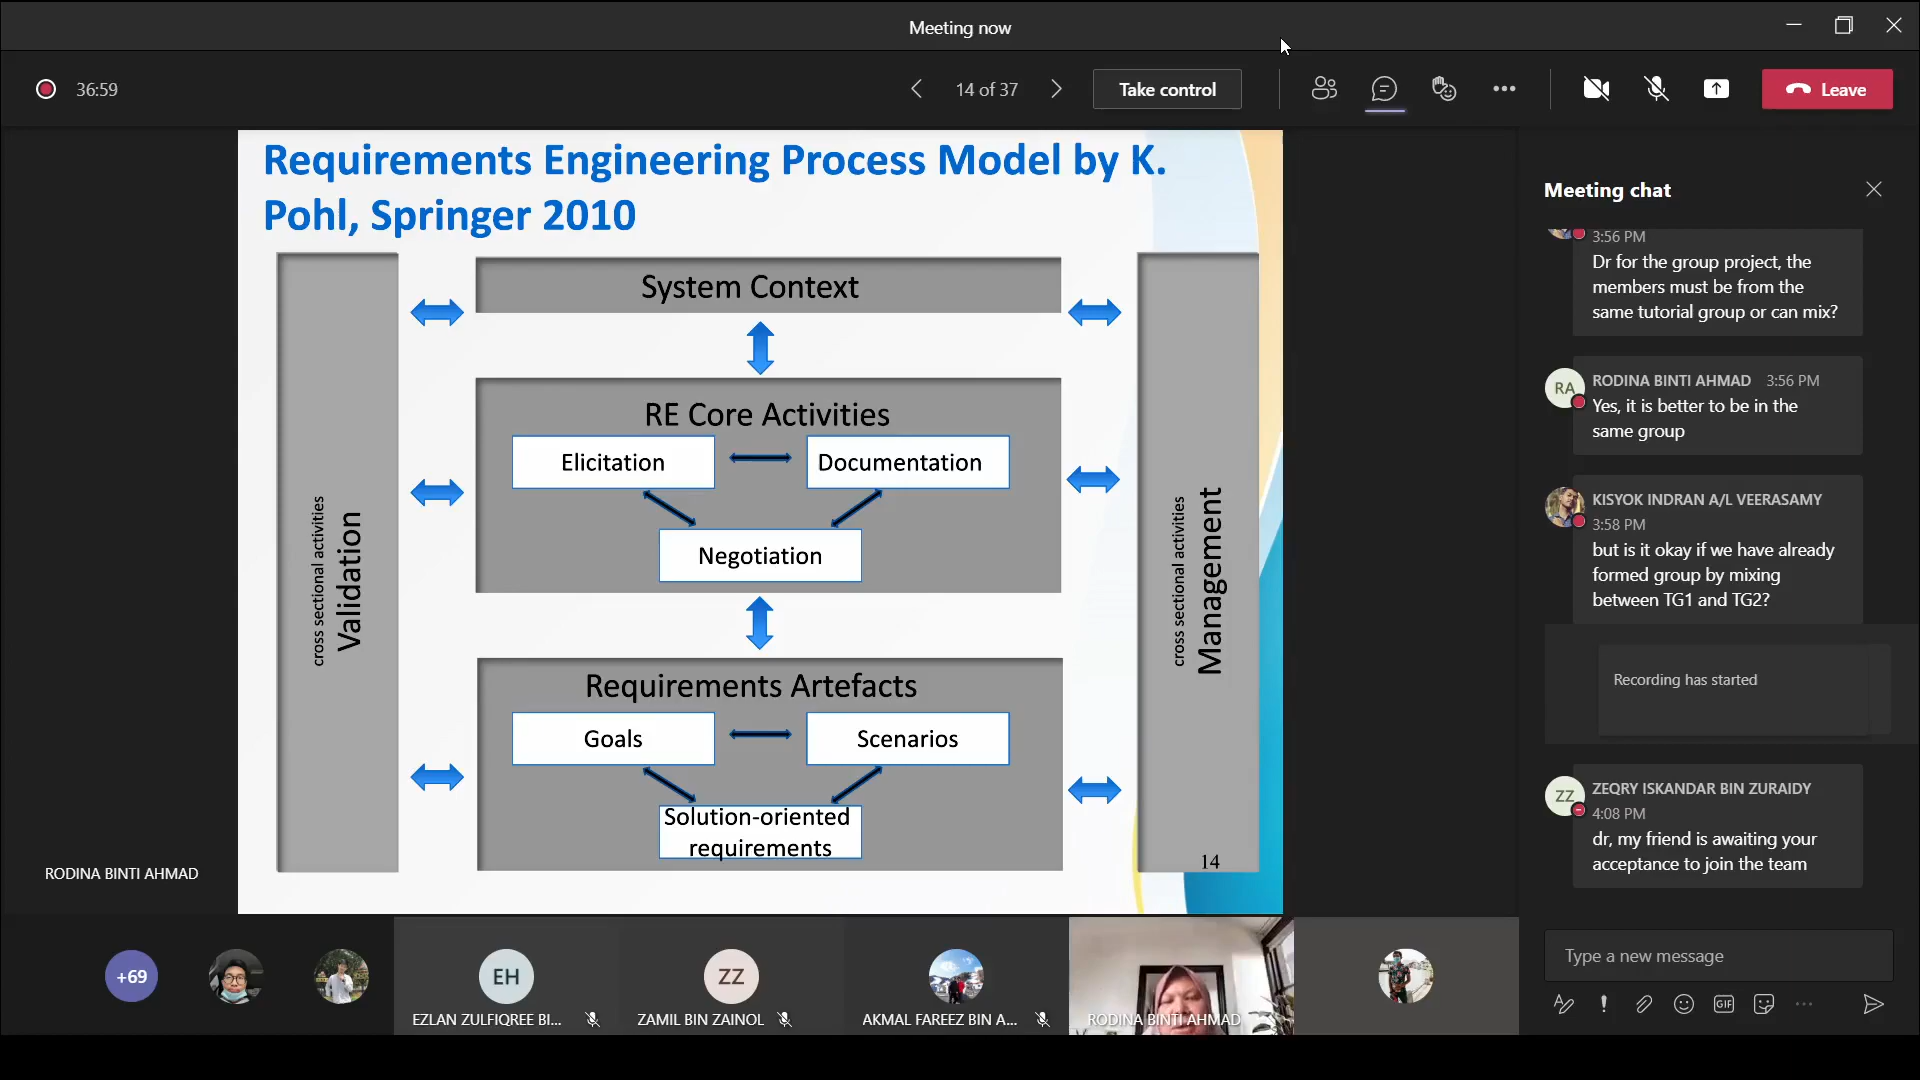 Meeting now
36:59
14 of 37
Take control
Leave
Requirements Engineering Process Model by K.
Pohl, Springer 2010
System Context
RE Core Activities
Elicitation
Documentation
Negotiation
Requirements Artefacts
Goals
Scenarios
Solution-oriented
requirements
cross sectional activities
Validation
cross sectional activities
Management
14
RODINA BINTI AHMAD
+69
EH
EZLAN ZULFIQREE BI...
ZZ
ZAMIL BIN ZAINOL
AKMAL FAREEZ BIN A...
RODINA BINTI AHMAD
Meeting chat
3:56 PM
Dr for the group project, the
members must be from the
same tutorial group or can mix?
RA
RODINA BINTI AHMAD 3:56 PM
Yes, it is better to be in the
same group
KISYOK INDRAN A/L VEERASAMY
3:58 PM
but is it okay if we have already
formed group by mixing
between TG1 and TG2?
Recording has started
ZZ
ZEQRY ISKANDAR BIN ZURAIDY
4:08 PM
dr, my friend is awaiting your
acceptance to join the team
Type a new message
GIF